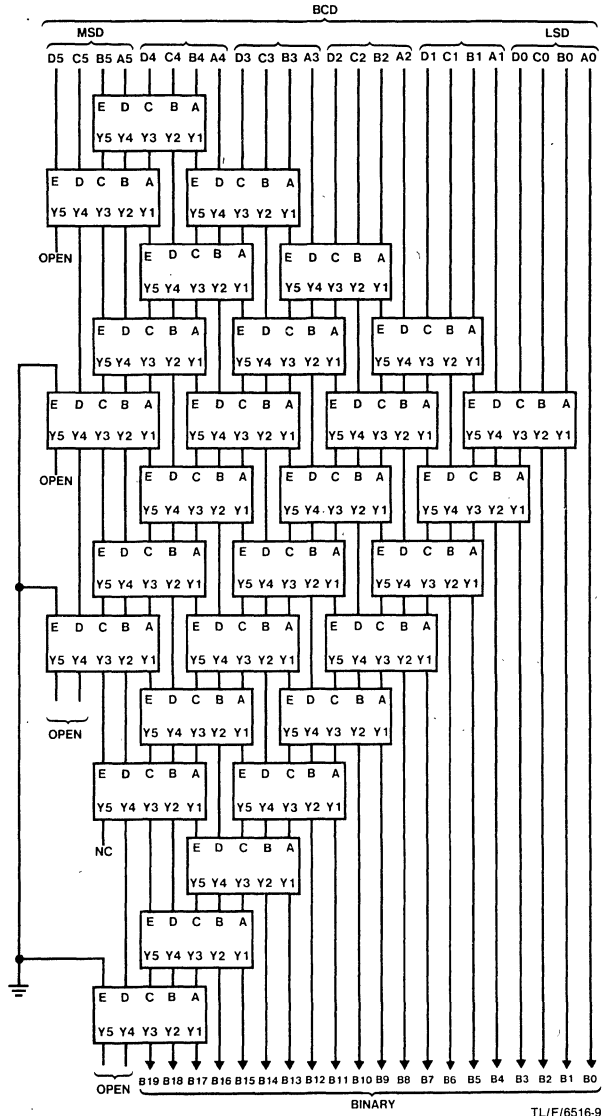 BCD
MSD LSD
D5 C5 B5 A5 D4 C4 B4 A4 D3 C3 B3 A3 D2 C2 B2 A2 D1 C1 B1 A1 D0 C0 B0 A0
E D C B A
Y5 Y4 Y3 Y2 Y1
E D C B A E D C B A
Y5 Y4 Y3 Y2 Y1 Y5 Y4 Y3 Y2 Y1
OPEN
E D C B A E D C B A
Y5 Y4 Y3 Y2 Y1 Y5 Y4 Y3 Y2 Y1
E D C B A E D C B A E D C B A
Y5 Y4 Y3 Y2 Y1 Y5 Y4 Y3 Y2 Y1 Y5 Y4 Y3 Y2 Y1
E D C B A E D C B A E D C B A E D C B A
Y5 Y4 Y3 Y2 Y1 Y5 Y4 Y3 Y2 Y1 Y5 Y4 Y3 Y2 Y1 Y5 Y4 Y3 Y2 Y1
OPEN
E D C B A E D C B A E D C B A
Y5 Y4 Y3 Y2 Y1 Y5 Y4 Y3 Y2 Y1 Y5 Y4 Y3 Y2 Y1
E D C B A E D C B A E D C B A
Y5 Y4 Y3 Y2 Y1 Y5 Y4 Y3 Y2 Y1 Y5 Y4 Y3 Y2 Y1
E D C B A E D C B A E D C B A
Y5 Y4 Y3 Y2 Y1 Y5 Y4 Y3 Y2 Y1 Y5 Y4 Y3 Y2 Y1
E D C B A E D C B A
Y5 Y4 Y3 Y2 Y1 Y5 Y4 Y3 Y2 Y1
OPEN
E D C B A E D C B A
Y5 Y4 Y3 Y2 Y1 Y5 Y4 Y3 Y2 Y1
NC
E D C B A
Y5 Y4 Y3 Y2 Y1
E D C B A
Y5 Y4 Y3 Y2 Y1
E D C B A
Y5 Y4 Y3 Y2 Y1
OPEN B19 B18 B17 B16 B15 B14 B13 B12 B11 B10 B9 B8 B7 B6 B5 B4 B3 B2 B1 B0
BINARY
TL/F/6516-9